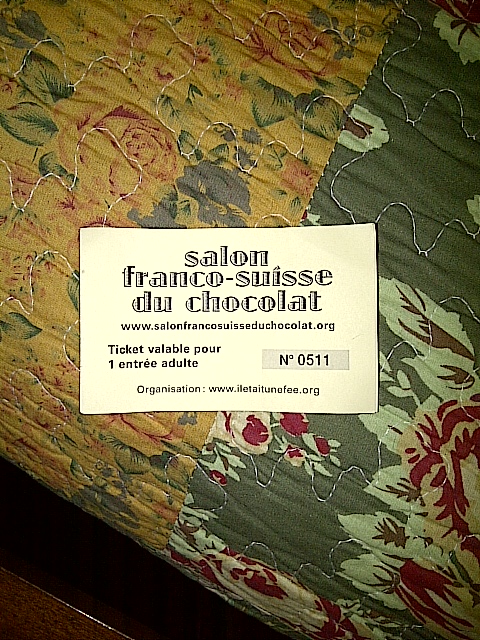 salon
franco-suisse
du chocolat
www.salonfrancosuisseduchocolat.org
Ticket valable pour
1 entrée adulte
N° 0511
Organisation : www.iletaitunefee.org